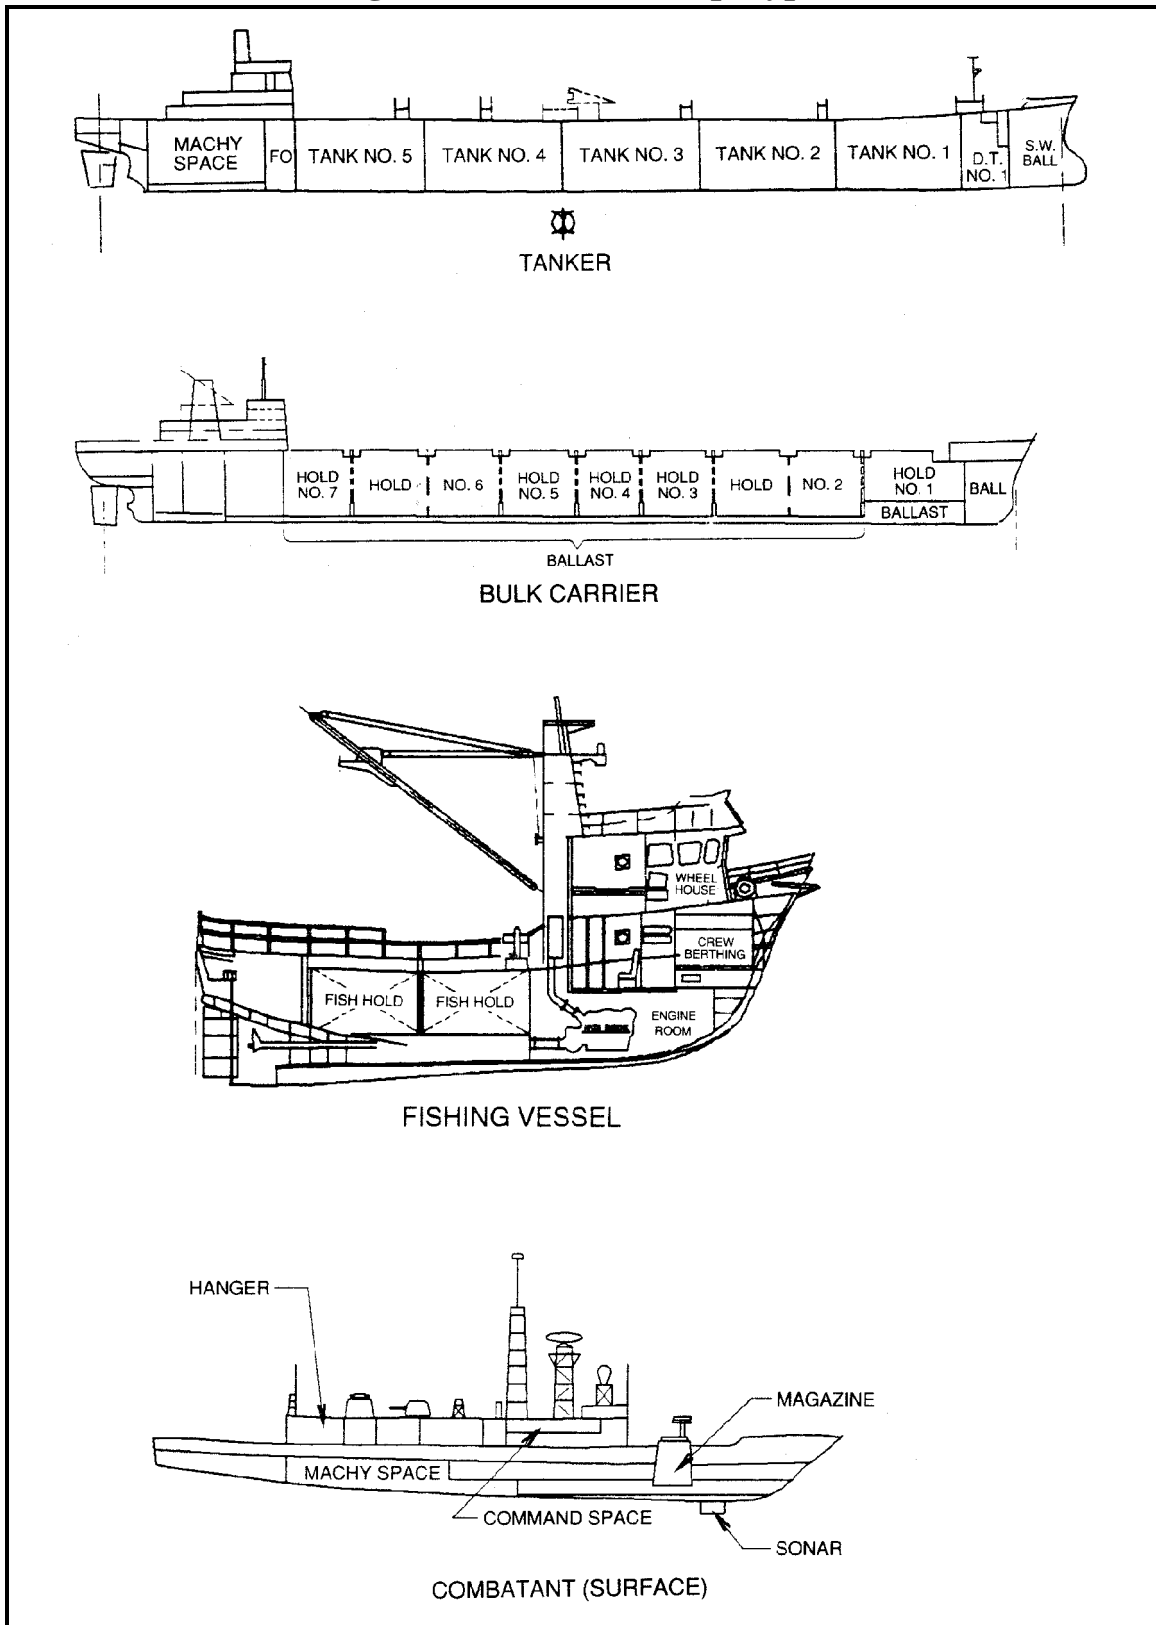 MACHY
SPACE
FO
TANK NO. 5
TANK NO. 4
TANK NO. 3
TANK NO. 2
TANK NO. 1
D.T.
NO. 1
S.W.
BALL
TANKER
HOLD
NO. 7
HOLD
NO. 6
HOLD
NO. 5
HOLD
NO. 4
HOLD
NO. 3
HOLD
NO. 2
HOLD
NO. 1
BALLAST
BALL
BALLAST
BULK CARRIER
WHEEL
HOUSE
CREW
BERTHING
FISH HOLD
FISH HOLD
ENGINE
ROOM
FISHING VESSEL
HANGER
MAGAZINE
MACHY SPACE
COMMAND SPACE
SONAR
COMBATANT (SURFACE)